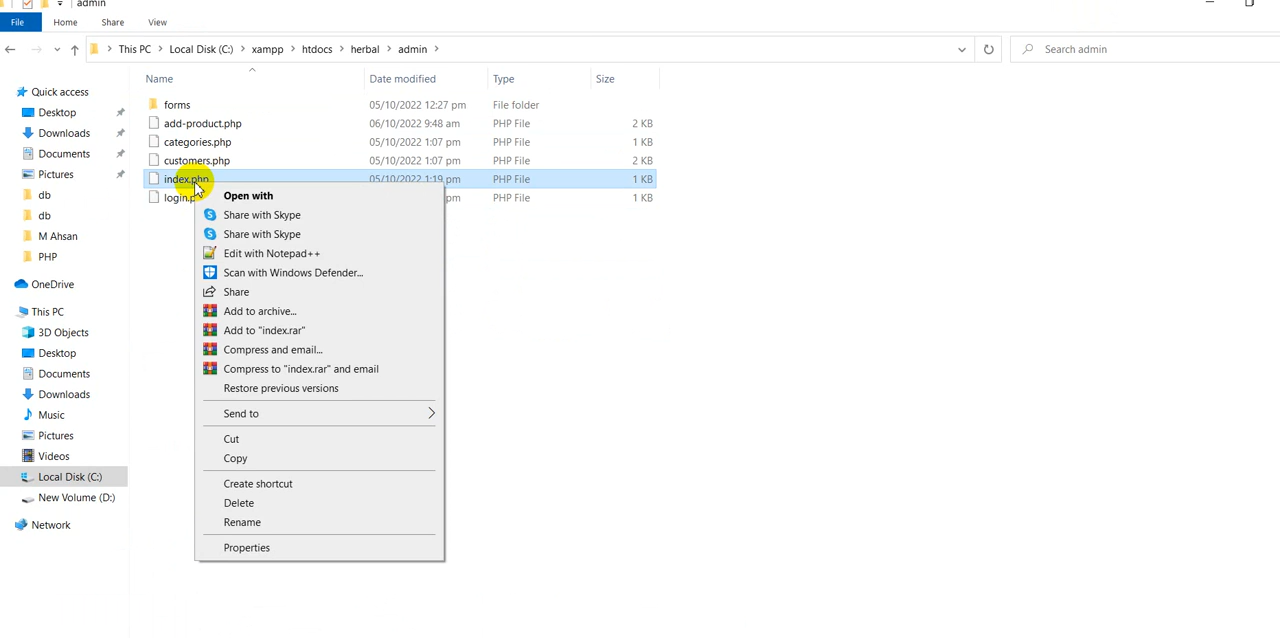 admin
File Home Share View
This PC Local Disk (C:) xampp htdocs herbal admin Search admin
Name Date modified Type Size
Quick access
Desktop
Downloads
Documents
Pictures
db
db
M Ahsan
PHP
OneDrive
This PC
3D Objects
Desktop
Documents
Downloads
Music
Pictures
Videos
Local Disk (C:)
New Volume (D:)
Network
forms 05/10/2022 12:27 pm File folder
add-product.php 06/10/2022 9:48 am PHP File 2 KB
categories.php 05/10/2022 1:07 pm PHP File 1 KB
customers.php 05/10/2022 1:07 pm PHP File 2 KB
index.php 05/10/2022 1:19 pm PHP File 1 KB
pm PHP File 1 KB
Open with
Share with Skype
Share with Skype
Edit with Notepad++
Scan with Windows Defender...
Share
Add to archive...
Add to "index.rar"
Compress and email...
Compress to "index.rar" and email
Restore previous versions
Send to
Cut
Copy
Create shortcut
Delete
Rename
Properties